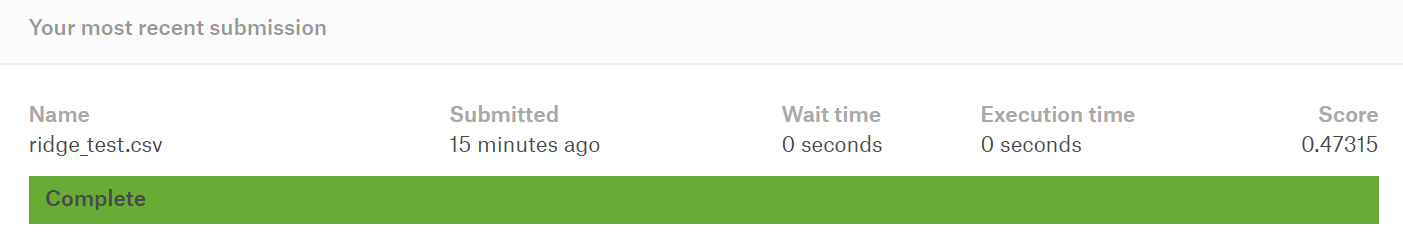 Your most recent submission
Name Submitted Wait time Execution time Score
ridge_test.csv 15 minutes ago 0 seconds 0 seconds 0.47315
Complete